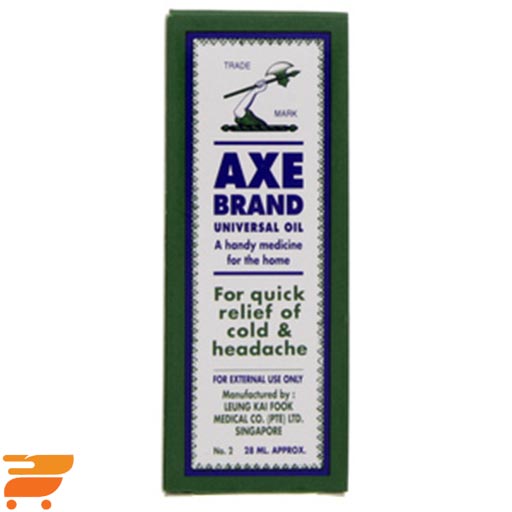 TRADE
MARK
AXE
BRAND
UNIVERSAL OIL
A handy medicine
for the home
For quick
relief of
cold &
headache
FOR EXTERNAL USE ONLY
Manufactured by :
LEUNG KAI FOOK
MEDICAL CO. (PTE) LTD.
SINGAPORE
No. 2 28 ML. APPROX.